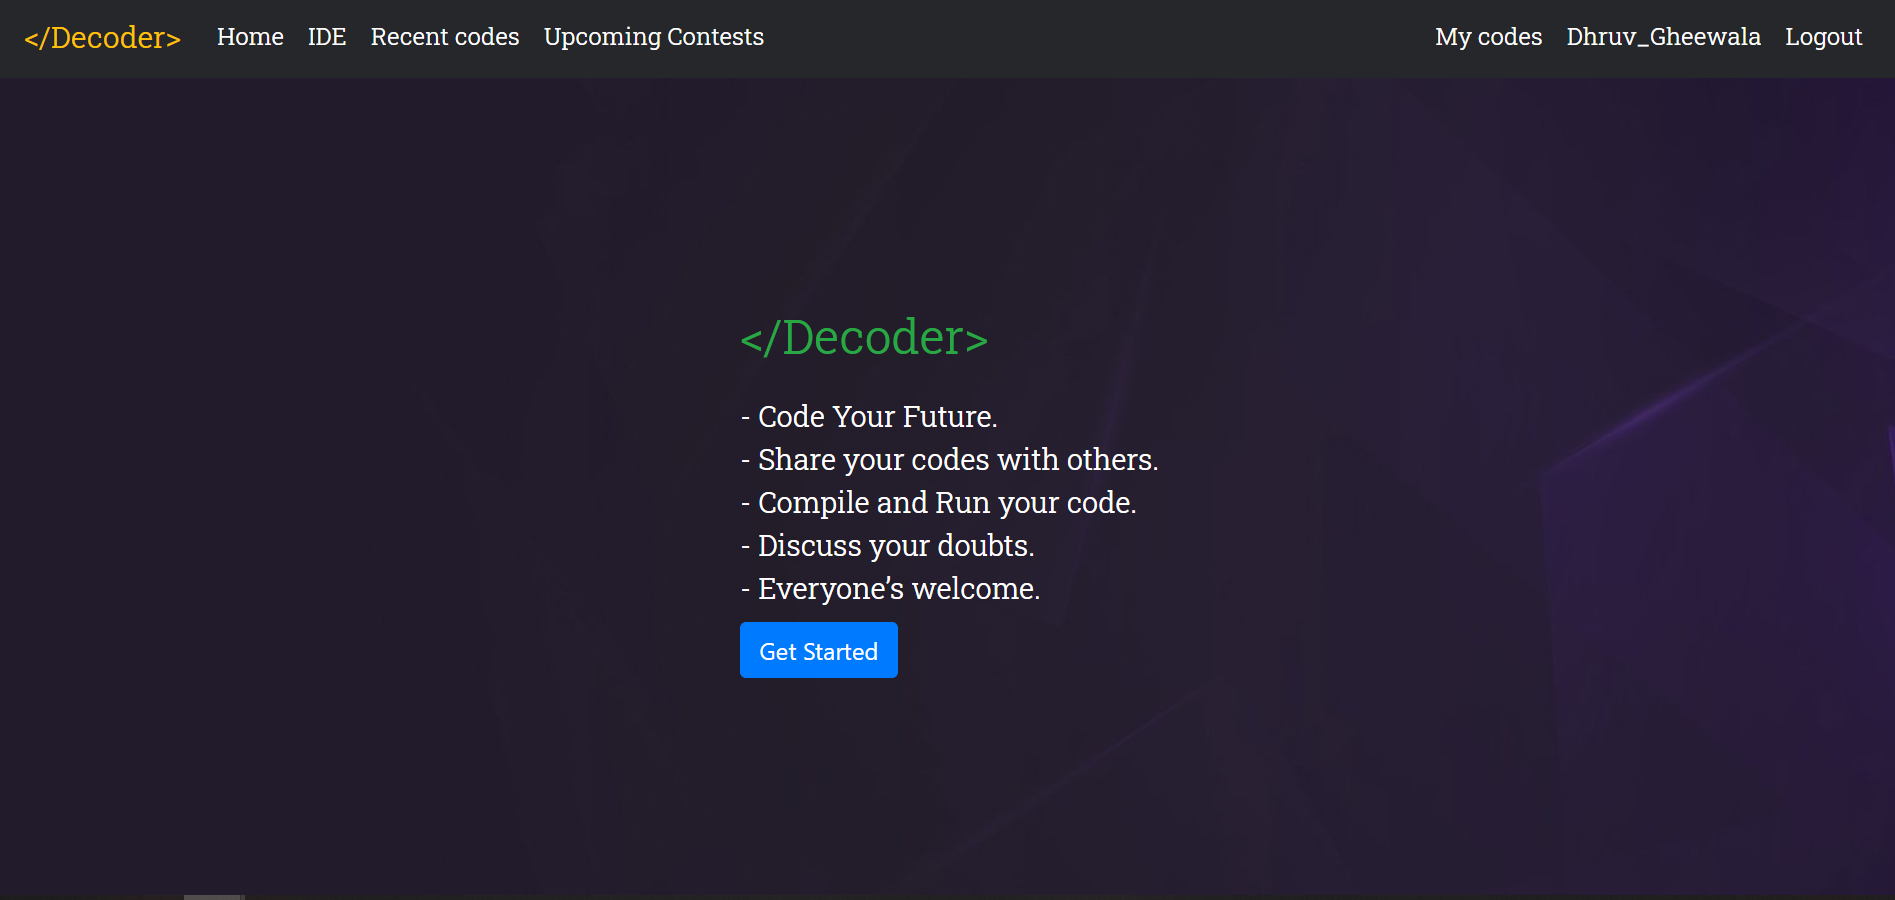 </Decoder> Home IDE Recent codes Upcoming Contests My codes Dhruv_Gheewala Logout
</Decoder>
- Code Your Future.
- Share your codes with others.
- Compile and Run your code.
- Discuss your doubts.
- Everyone’s welcome.
Get Started